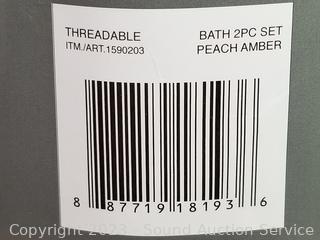 THREADABLE BATH 2PC SET
ITM./ART.1590203 PEACH AMBER
8 87719 18193 6
Copyright 2023 Sound Auction Service